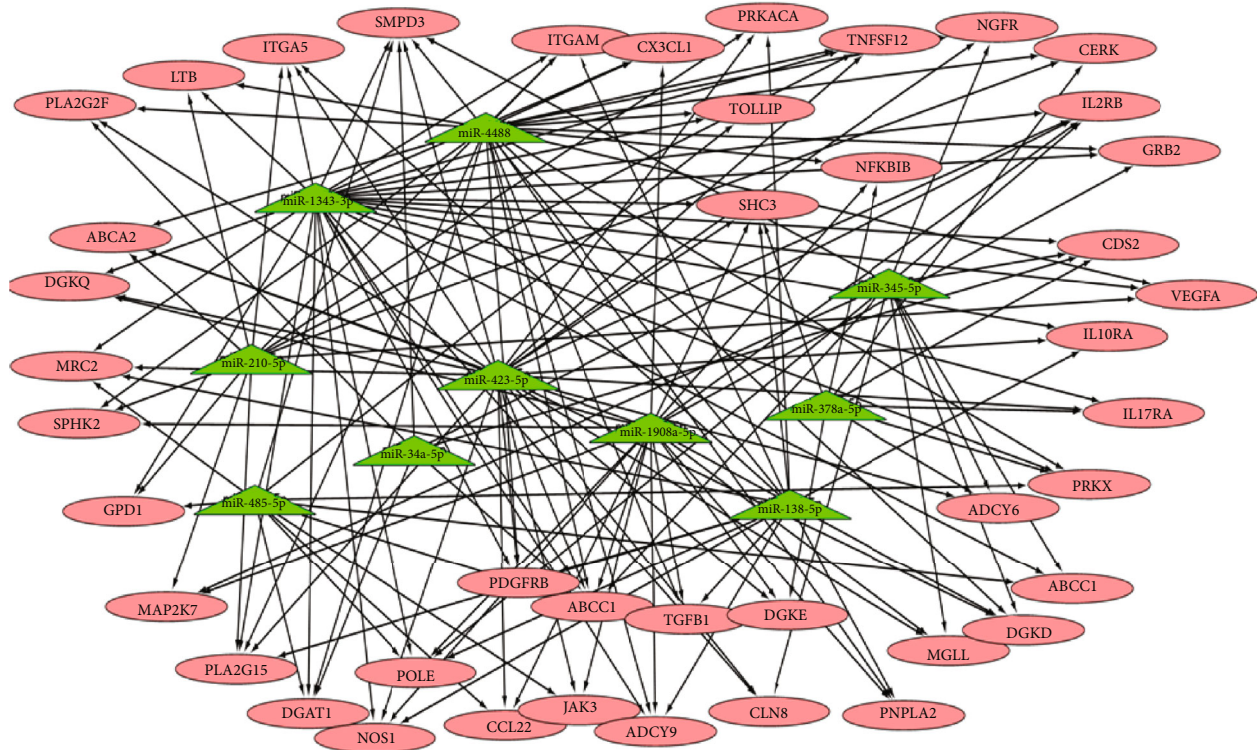 SMPD3
PRKACA
ITGA5
ITGAM
CX3CL1
TNFSF12
NGFR
CERK
LTB
PLA2G2F
TOLLIP
IL2RB
miR-4488
GRB2
NFKBIB
miR-1343-3p
SHC3
ABCA2
CDS2
DGKQ
miR-345-5p
VEGFA
IL10RA
MRC2
miR-210-5p
miR-423-5p
miR-378a-5p
IL17RA
SPHK2
miR-1908a-5p
miR-34a-5p
PRKX
GPD1
miR-485-5p
miR-138-5p
ADCY6
PDGFRB
ABCC1
MAP2K7
ABCC1
TGFB1
DGKE
DGKD
MGLL
PLA2G15
POLE
DGAT1
JAK3
CLN8
PNPLA2
NOS1
CCL22
ADCY9